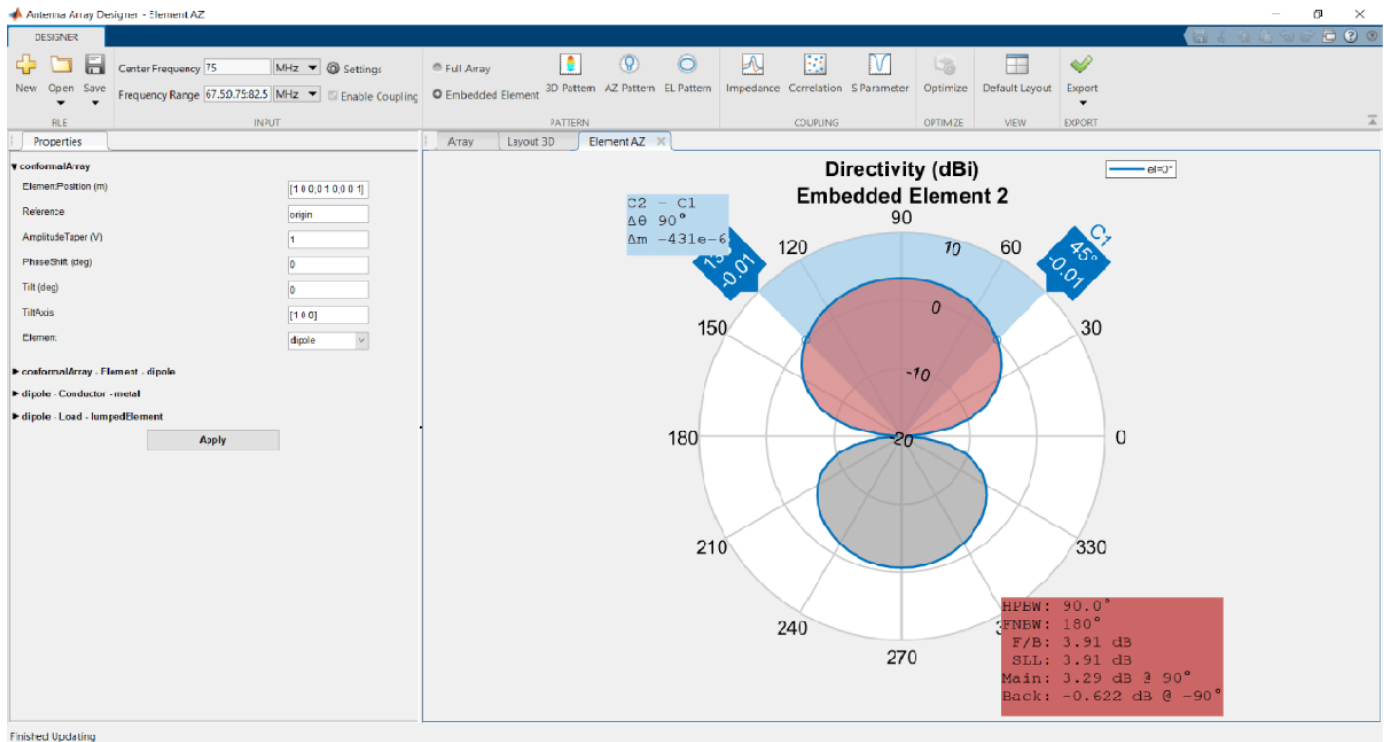 Antenna Array Designer - Element AZ
DESIGNER
New Open Save
FILE
Center Frequency 75 MHz Settings
Frequency Range 67.5:0.75:82.5 MHz Enable Coupling
INPUT
Full Array
Embedded Element
3D Pattern AZ Pattern EL Pattern
PATTERN
Impedance Correlation S Parameter
COUPLING
Optimize
OPTIMIZE
Default Layout
VIEW
Export
EXPORT
Properties
conformalArray
ElementPosition (m) [1 0 0;0 1 0;0 0 1]
Reference origin
AmplitudeTaper (V) 1
PhaseShift (deg) 0
Tilt (deg) 0
TiltAxis [1 0 0]
Element dipole
conformalArray - Element - dipole
dipole - Conductor - metal
dipole - Load - lumpedElement
Apply
Array Layout 3D Element AZ
Directivity (dBi)
Embedded Element 2
el=0°
C2 - C1
Δθ 90°
Δm -431e-6
C1
45°
-0.01
-0.01
90
120
60
150
30
180
0
210
330
240
270
10
0
-10
-20
HPBW: 90.0°
FNBW: 180°
F/B: 3.91 dB
SLL: 3.91 dB
Main: 3.29 dB @ 90°
Back: -0.622 dB @ -90°
Finished Updating